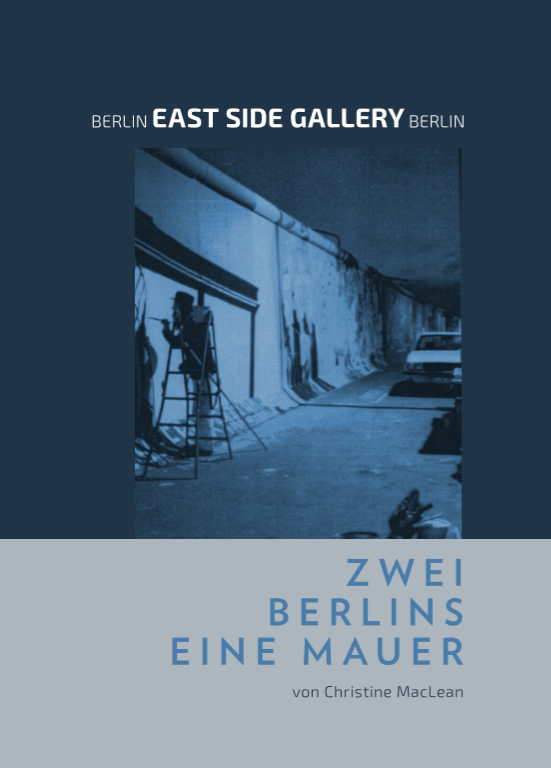 BERLIN EAST SIDE GALLERY BERLIN
ZWEI
BERLINS
EINE MAUER
von Christine MacLean